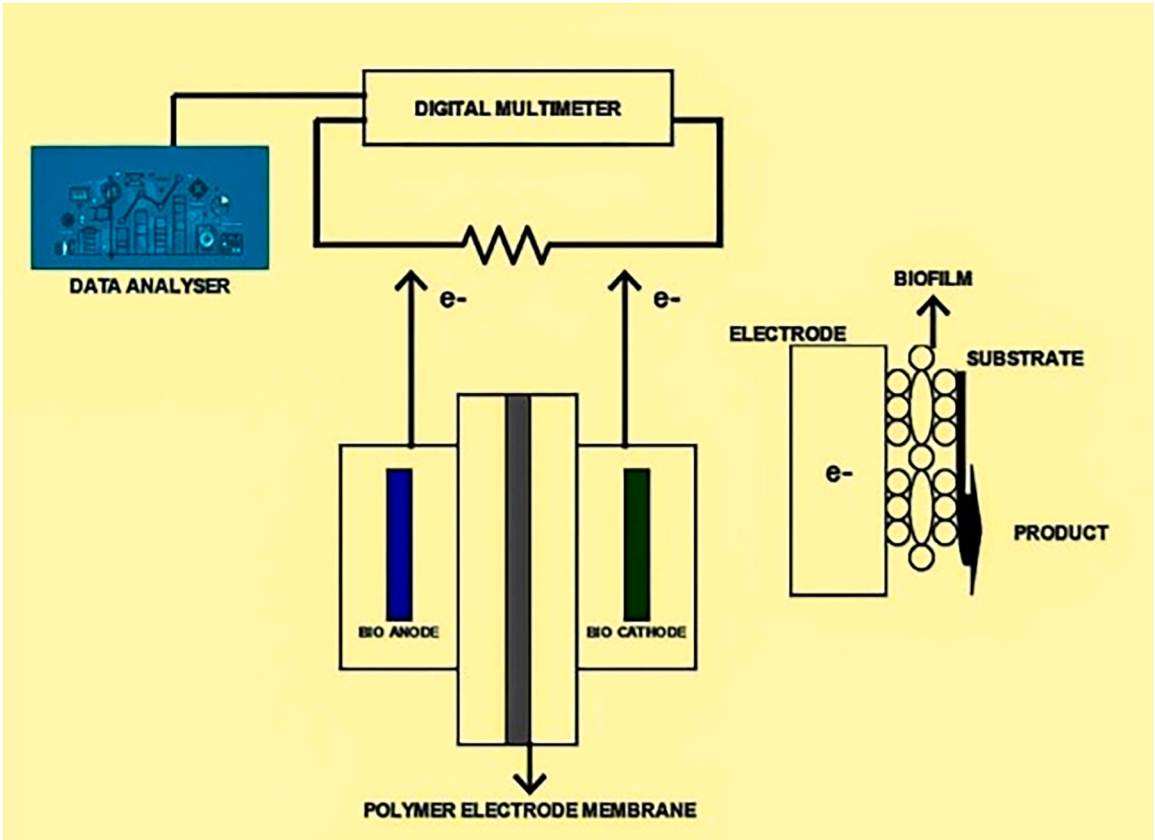 DIGITAL MULTIMETER
DATA ANALYSER
e-
e-
BIOFILM
ELECTRODE
SUBSTRATE
e-
PRODUCT
BIO ANODE
BIO CATHODE
POLYMER ELECTRODE MEMBRANE